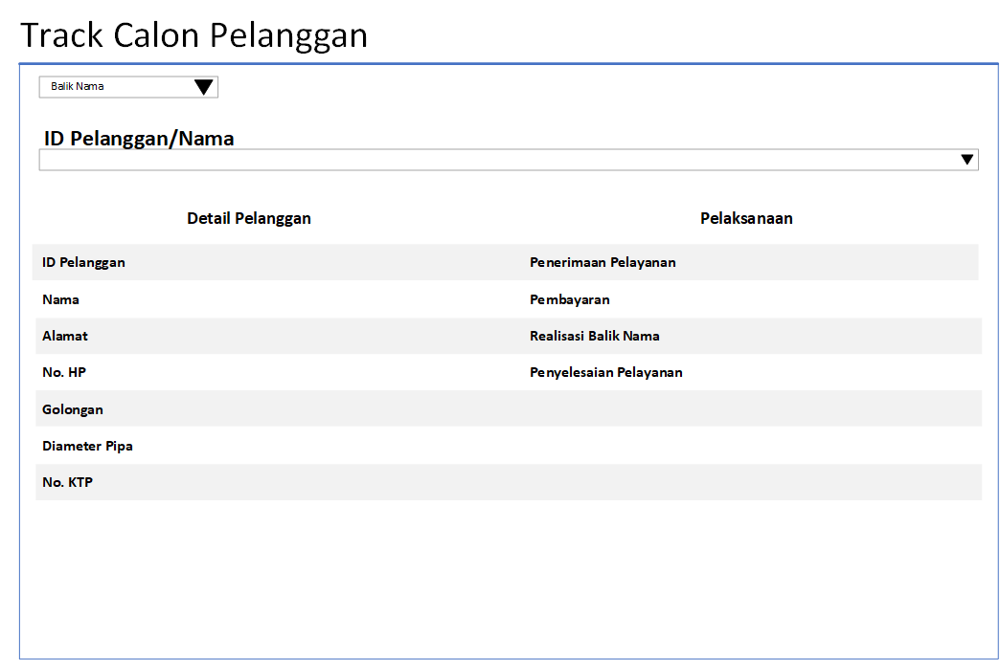 Track Calon Pelanggan
Balik Nama
ID Pelanggan/Nama
Detail Pelanggan Pelaksanaan
ID Pelanggan Penerimaan Pelayanan
Nama Pembayaran
Alamat Realisasi Balik Nama
No. HP Penyelesaian Pelayanan
Golongan
Diameter Pipa
No. KTP